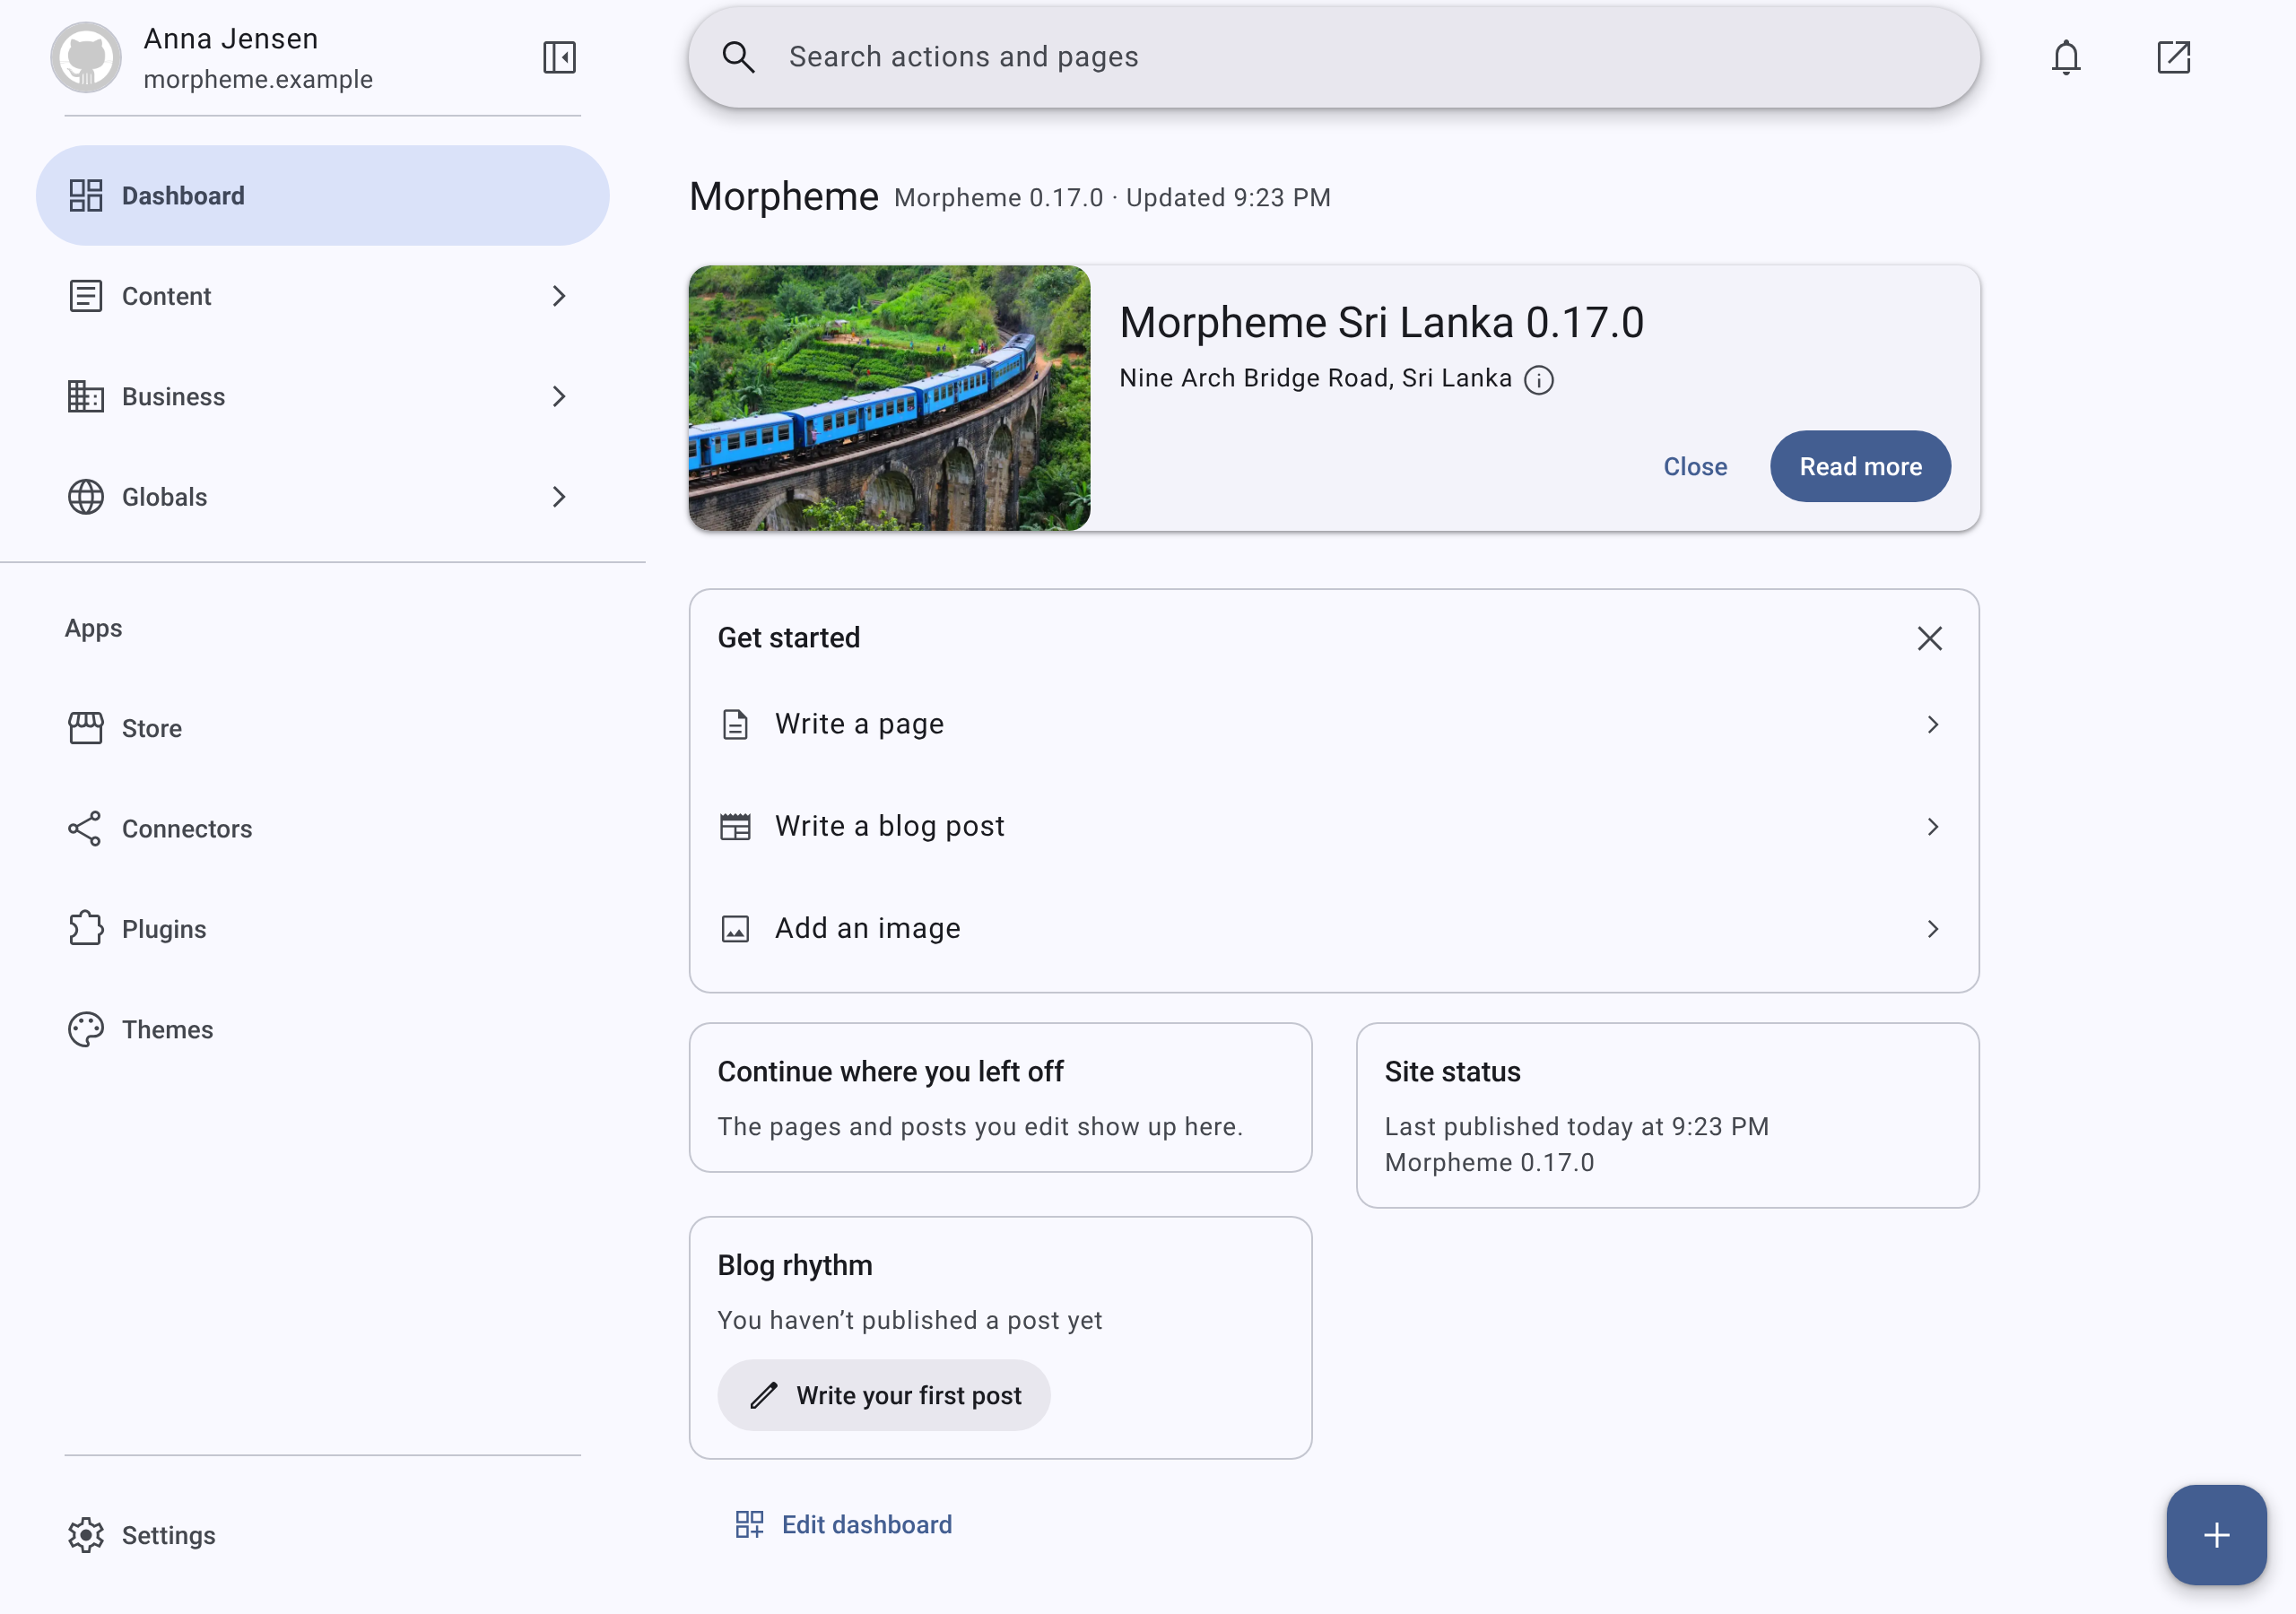 Anna Jensen
morpheme.example
Search actions and pages
Dashboard
Content
Business
Globals
Apps
Store
Connectors
Plugins
Themes
Settings
Morpheme Morpheme 0.17.0 · Updated 9:23 PM
Morpheme Sri Lanka 0.17.0
Nine Arch Bridge Road, Sri Lanka
Close Read more
Get started
Write a page
Write a blog post
Add an image
Continue where you left off
The pages and posts you edit show up here.
Site status
Last published today at 9:23 PM
Morpheme 0.17.0
Blog rhythm
You haven’t published a post yet
Write your first post
Edit dashboard